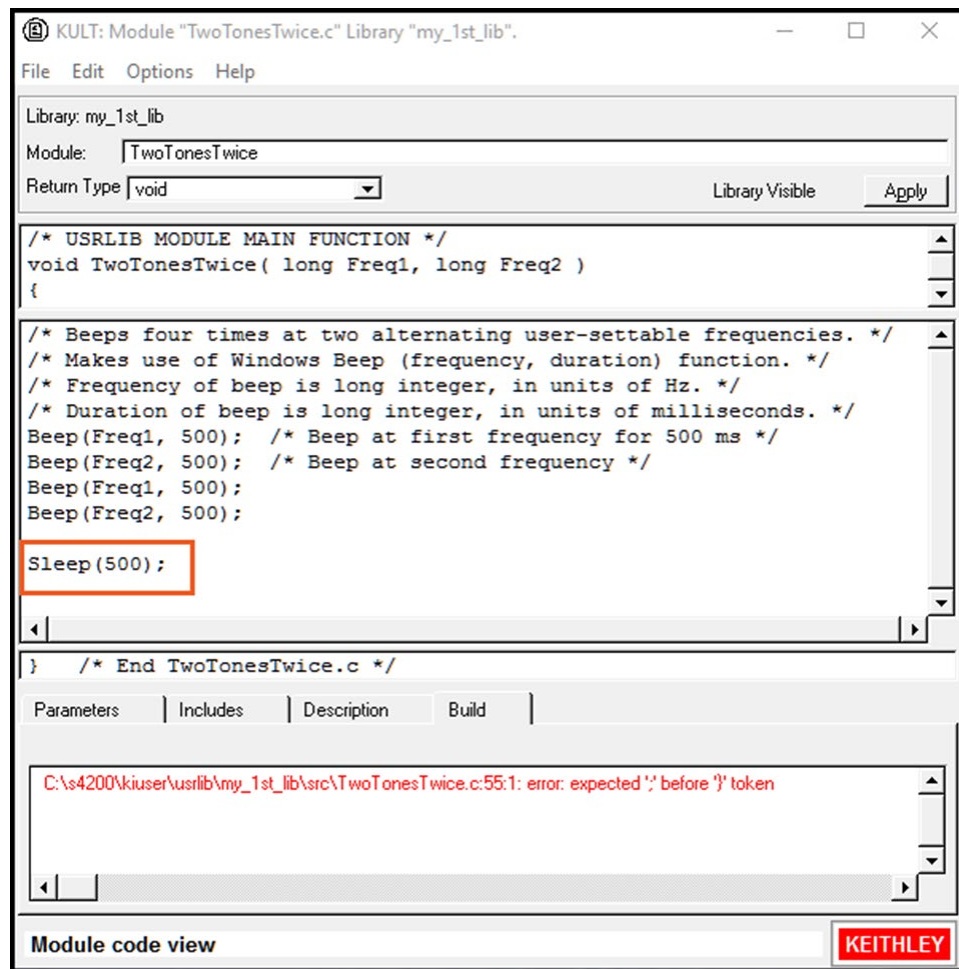 KULT: Module "TwoTonesTwice.c" Library "my_1st_lib".
File Edit Options Help
Library: my_1st_lib
Module: TwoTonesTwice
Return Type void Library Visible Apply
/* USRLIB MODULE MAIN FUNCTION */
void TwoTonesTwice( long Freq1, long Freq2 )
{
/* Beeps four times at two alternating user-settable frequencies. */
/* Makes use of Windows Beep (frequency, duration) function. */
/* Frequency of beep is long integer, in units of Hz. */
/* Duration of beep is long integer, in units of milliseconds. */
Beep(Freq1, 500); /* Beep at first frequency for 500 ms */
Beep(Freq2, 500); /* Beep at second frequency */
Beep(Freq1, 500);
Beep(Freq2, 500);
Sleep(500);
} /* End TwoTonesTwice.c */
Parameters Includes Description Build
C:\s4200\kiuser\usrlib\my_1st_lib\src\TwoTonesTwice.c:55:1: error: expected ';' before '}' token
Module code view KEITHLEY